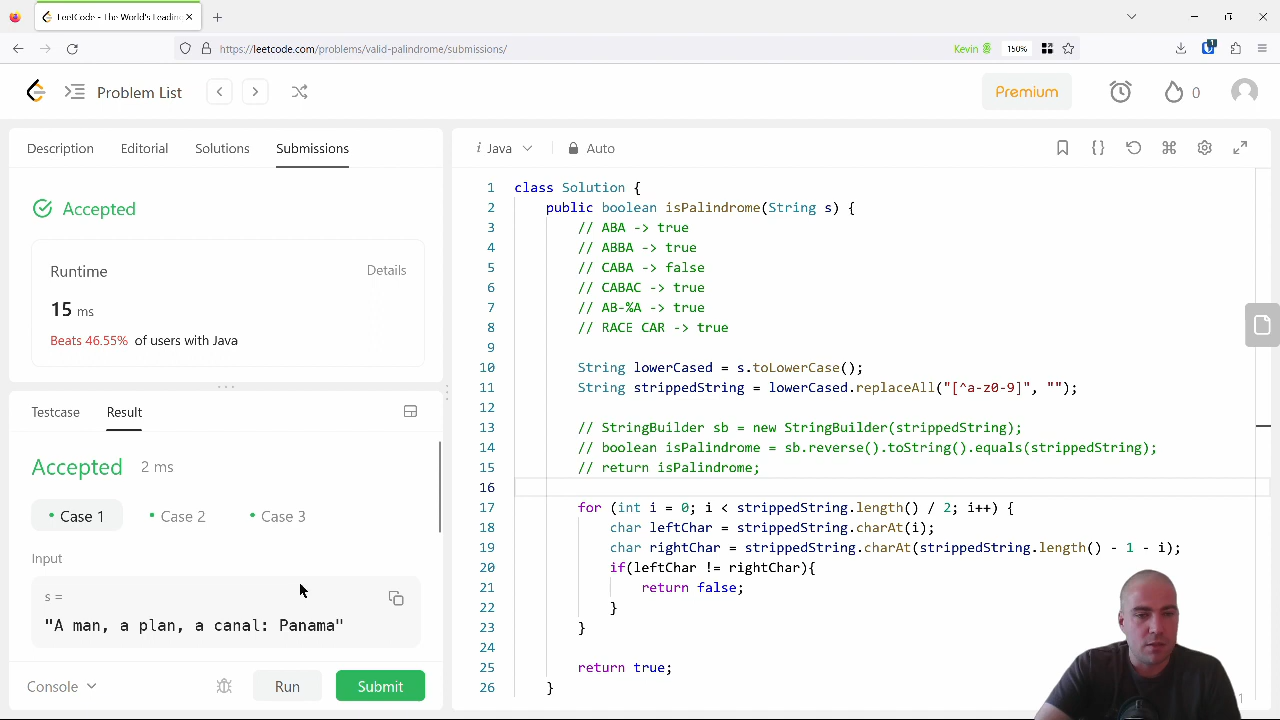 LeetCode - The World's Leading
https://leetcode.com/problems/valid-palindrome/submissions/
Kevin
150%
Problem List
Premium
0
Description
Editorial
Solutions
Submissions
Accepted
Runtime
Details
15 ms
Beats 46.55% of users with Java
Testcase
Result
Accepted 2 ms
Case 1
Case 2
Case 3
Input
s =
"A man, a plan, a canal: Panama"
Console
Run
Submit
i Java
Auto
{}
1 class Solution {
2 public boolean isPalindrome(String s) {
3 // ABA -> true
4 // ABBA -> true
5 // CABA -> false
6 // CABAC -> true
7 // AB-%A -> true
8 // RACE CAR -> true
9
10 String lowerCased = s.toLowerCase();
11 String strippedString = lowerCased.replaceAll("[^a-z0-9]", "");
12
13 // StringBuilder sb = new StringBuilder(strippedString);
14 // boolean isPalindrome = sb.reverse().toString().equals(strippedString);
15 // return isPalindrome;
16
17 for (int i = 0; i < strippedString.length() / 2; i++) {
18 char leftChar = strippedString.charAt(i);
19 char rightChar = strippedString.charAt(strippedString.length() - 1 - i);
20 if(leftChar != rightChar){
21 return false;
22 }
23 }
24
25 return true;
26 }